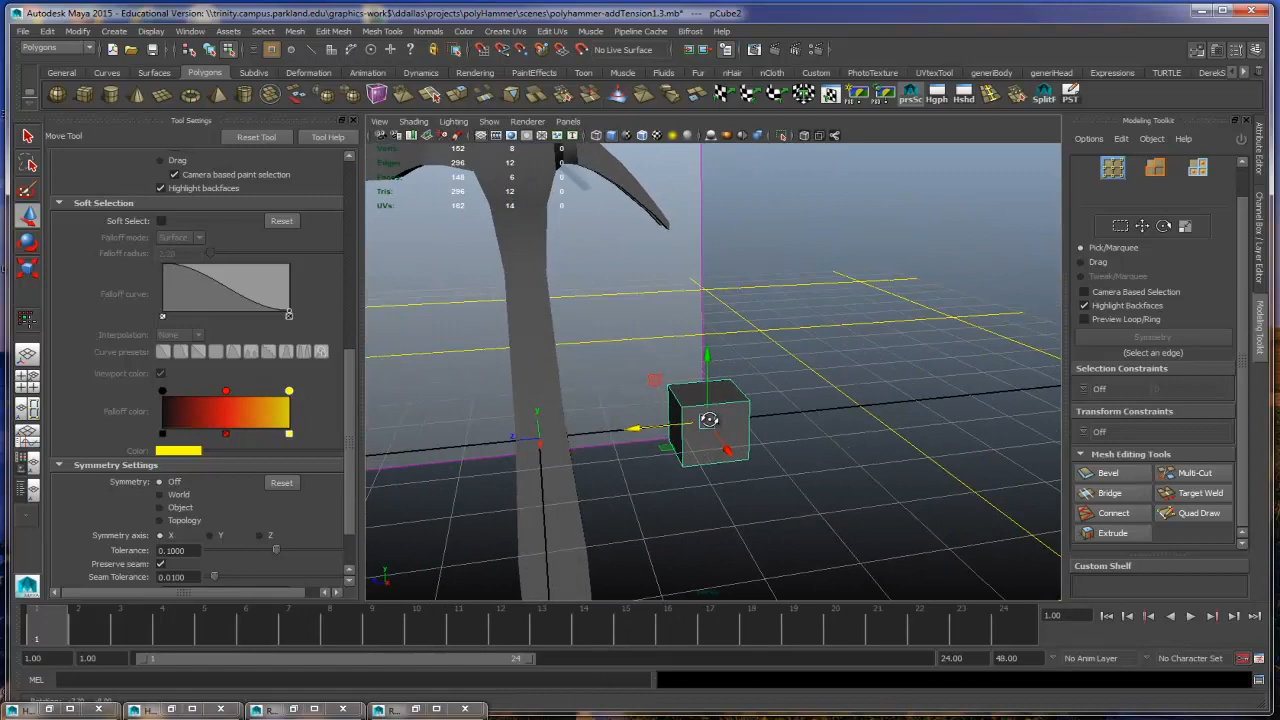 Autodesk Maya 2015 - Educational Version: \\trinity.campus.parkland.edu\graphics-work$\ddallas\projects\polyHammer\scenes\polyhammer-addTension1.3.mb* --- pCube2
File Edit Modify Create Display Window Assets Select Mesh Edit Mesh Mesh Tools Normals Color Create UVs Edit UVs Muscle Pipeline Cache Bifrost Help
Polygons No Live Surface
General Curves Surfaces Polygons Subdivs Deformation Animation Dynamics Rendering PaintEffects Toon Muscle Fluids Fur nHair nCloth Custom PhotoTexture UVtexTool generiBody generiHead Expressions TURTLE DerekS
prsSc Hgph Hshd SplitF PST
Tool Settings
Move Tool Reset Tool Tool Help
Drag
Camera based paint selection
Highlight backfaces
Soft Selection
Soft Select: Reset
Falloff mode: Surface
Falloff radius:
Falloff curve:
Interpolation: None
Curve presets:
Viewport color:
Falloff color:
Color:
Symmetry Settings
Symmetry: Off Reset
World
Object
Topology
Symmetry axis: X Y Z
Tolerance: 0.1000
Preserve seam:
Seam Tolerance: 0.0100
View Shading Lighting Show Renderer Panels
Verts: 152 8 0
Edges: 296 12 0
Faces: 148 6 0
Tris: 296 12 0
UVs: 162 14 0
y
z
Modeling Toolkit
Options Edit Object Help
Pick/Marquee
Drag
Tweak/Marquee
Camera Based Selection
Highlight Backfaces
Preview Loop/Ring
Symmetry
(Select an edge)
Selection Constraints
Off
Transform Constraints
Off
Mesh Editing Tools
Bevel Multi-Cut
Bridge Target Weld
Connect Quad Draw
Extrude
Custom Shelf
Attribute Editor
Channel Box / Layer Editor
Modeling Toolkit
1 2 3 4 5 6 7 8 9 10 11 12 13 14 15 16 17 18 19 20 21 22 23 24
1 1.00
1.00 1.00 1 24 24.00 48.00 No Anim Layer No Character Set
MEL
H... H... R... R...